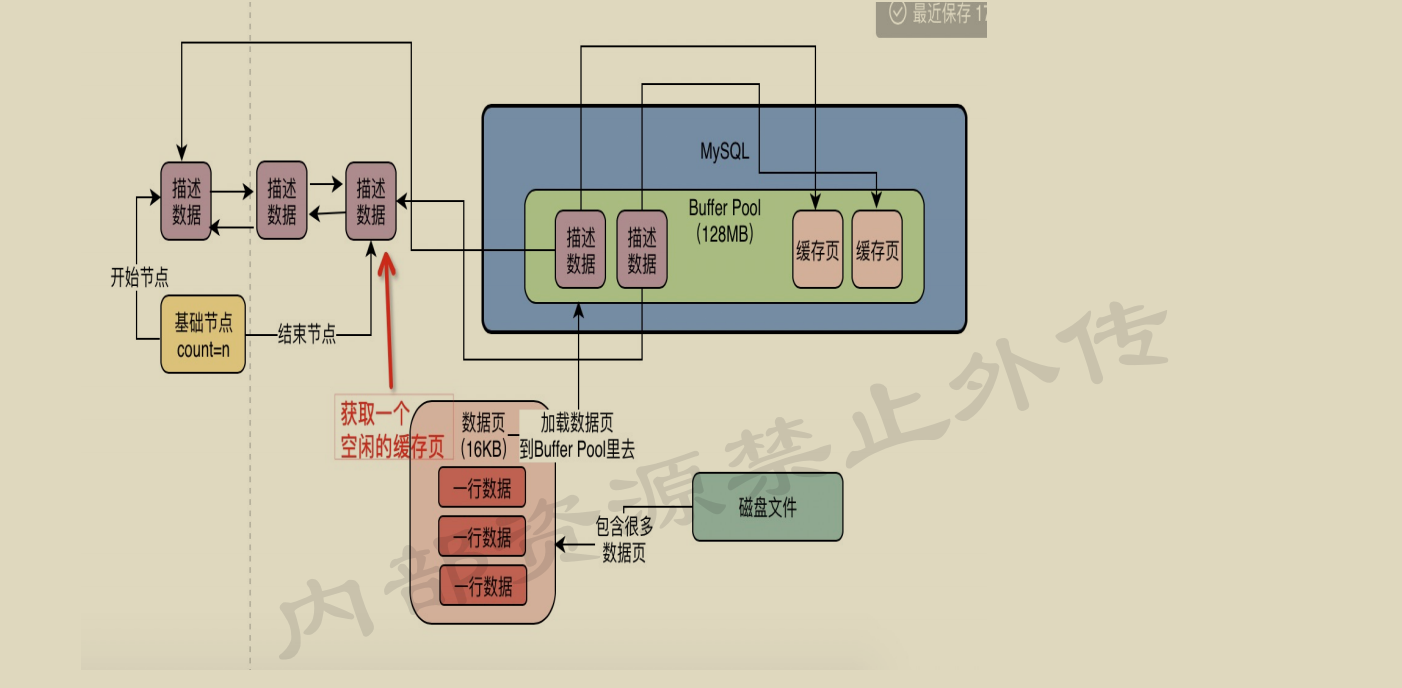 最近保存 17
MySQL
Buffer Pool
(128MB)
描述
数据
描述
数据
描述
数据
描述
数据
描述
数据
缓存页
缓存页
开始节点
基础节点
count=n
结束节点
获取一个
空闲的缓存页
数据页
(16KB)
加载数据页
到Buffer Pool里去
一行数据
一行数据
一行数据
包含很多
数据页
磁盘文件
内部资源禁止外传